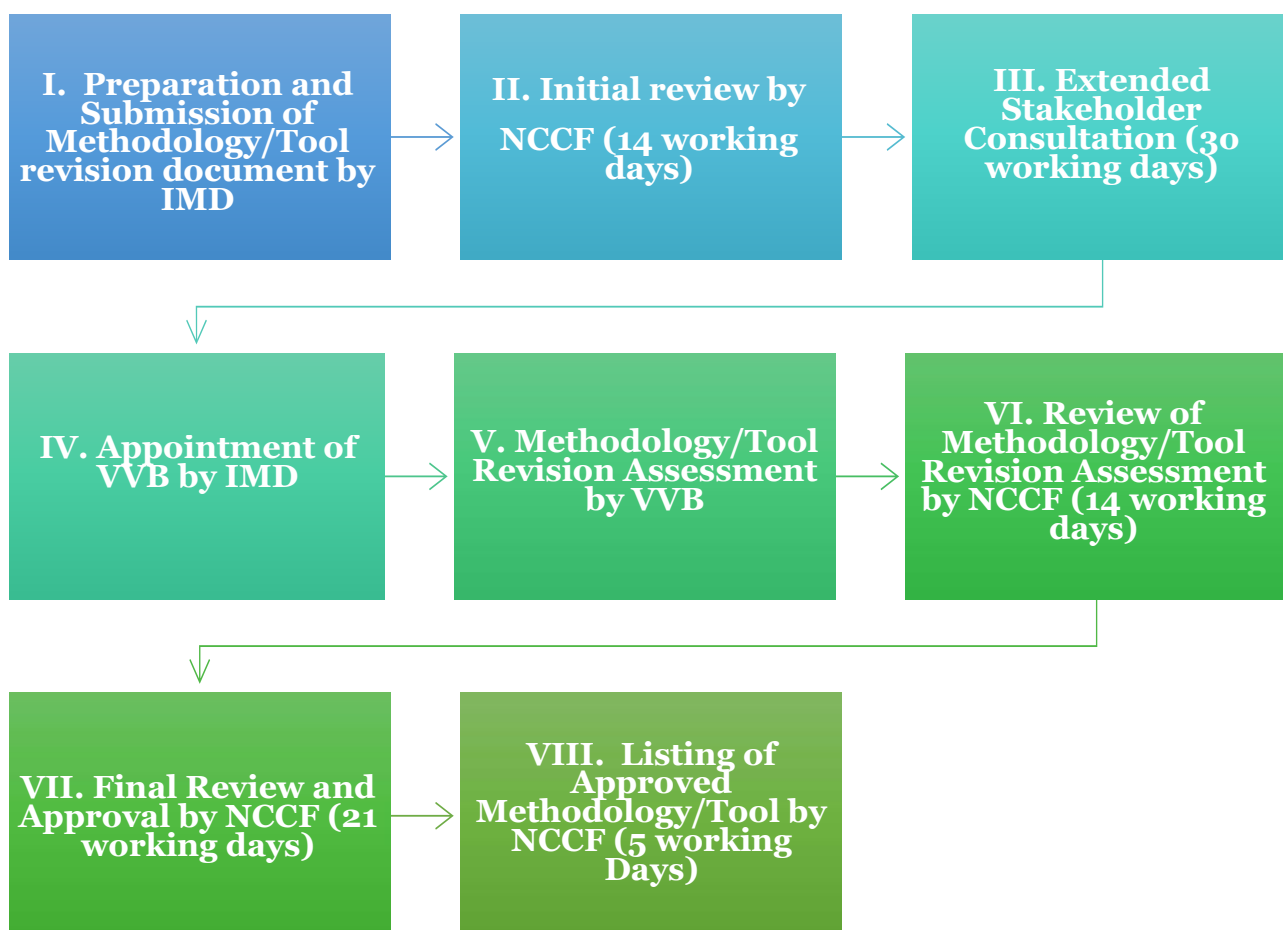 I. Preparation and
Submission of
Methodology/Tool
revision document by
IMD
II. Initial review by
NCCF (14 working
days)
III. Extended
Stakeholder
Consultation (30
working days)
IV. Appointment of
VVB by IMD
V. Methodology/Tool
Revision Assessment
by VVB
VI. Review of
Methodology/Tool
Revision Assessment
by NCCF (14 working
days)
VII. Final Review and
Approval by NCCF (21
working days)
VIII. Listing of
Approved
Methodology/Tool by
NCCF (5 working
Days)